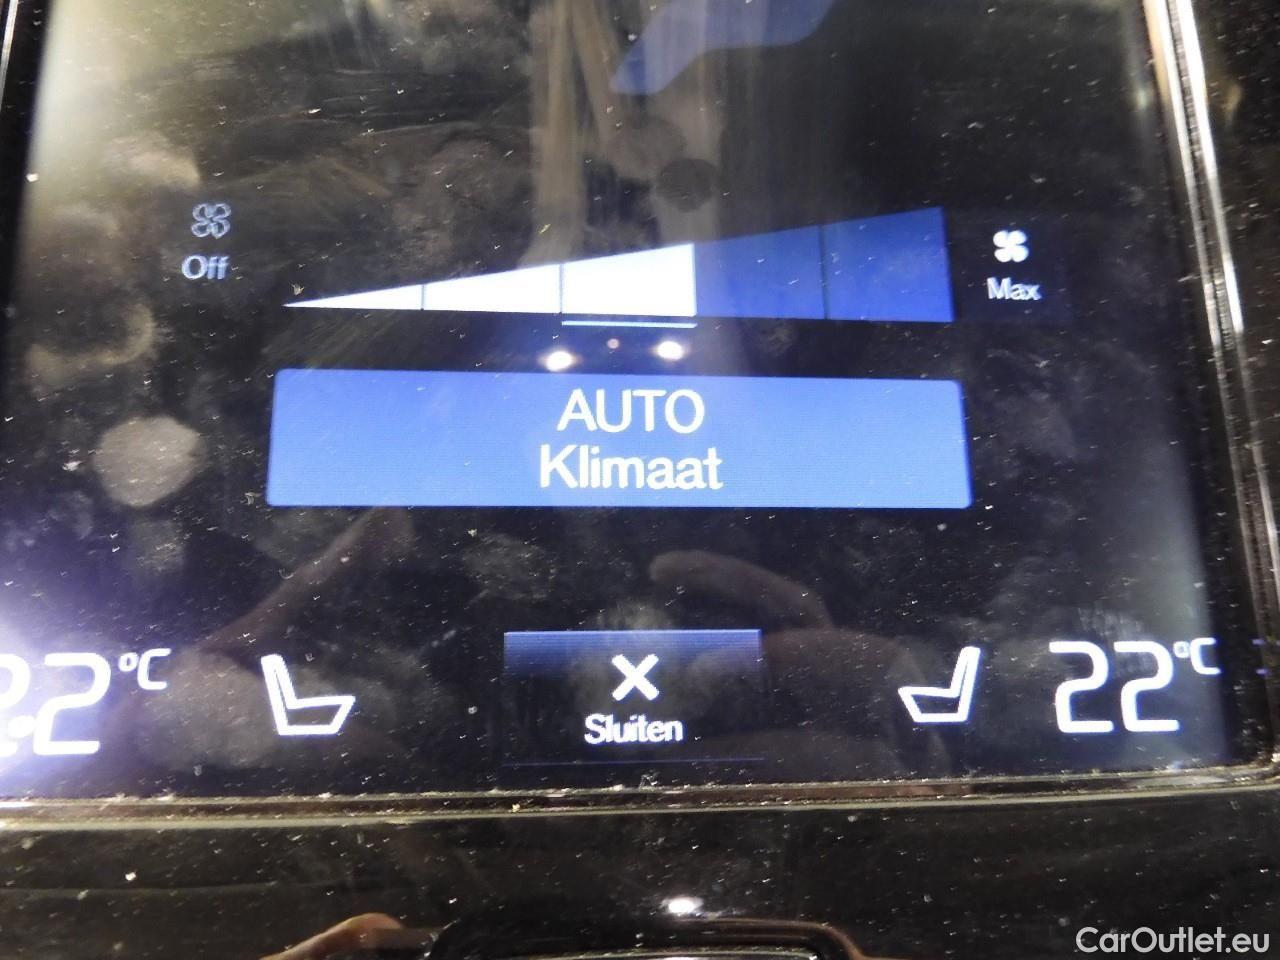 Off
Max
AUTO
Klimaat
22 °C
Sluiten
22 °C
CarOutlet.eu